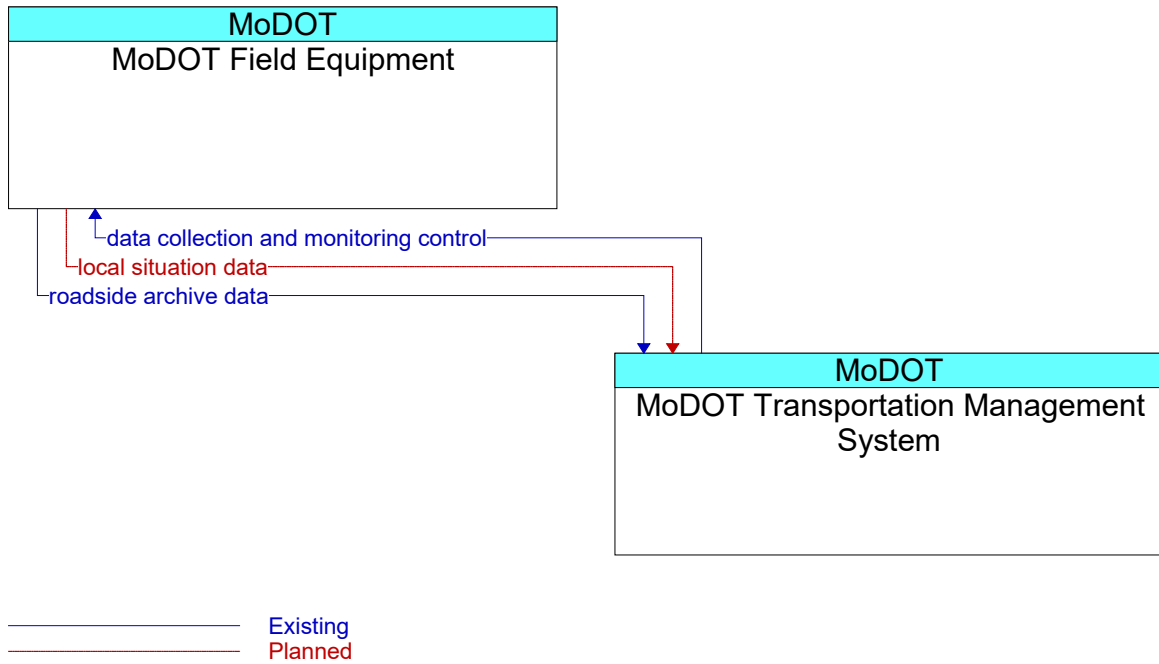 MoDOT
MoDOT Field Equipment
data collection and monitoring control
local situation data
roadside archive data
MoDOT
MoDOT Transportation Management
System
Existing
Planned